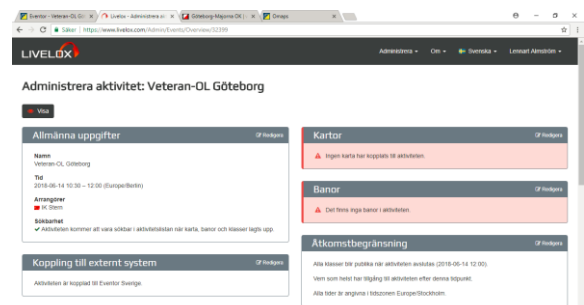 Eventor - Veteran-OL Gö
Livelox - Administrera ak
Göteborg-Majorna OK |
Omaps
Säker | https://www.livelox.com/Admin/Events/Overview/32399
LIVELOX
Administrera
Om
Svenska
Lennart Almström
Administrera aktivitet: Veteran-OL Göteborg
Visa
Allmänna uppgifter
Redigera
Namn
Veteran-OL Göteborg
Tid
2018-06-14 10:30 – 12:00 (Europe/Berlin)
Arrangörer
IK Stern
Sökbarhet
Aktiviteten kommer att vara sökbar i aktivitetslistan när karta, banor och klasser lagts upp.
Koppling till externt system
Redigera
Aktiviteten är kopplad till Eventor Sverige.
Kartor
Redigera
Ingen karta har kopplats till aktiviteten.
Banor
Redigera
Det finns inga banor i aktiviteten.
Åtkomstbegränsning
Redigera
Alla klasser blir publika när aktiviteten avslutas (2018-06-14 12:00).
Vem som helst har tillgång till aktiviteten efter denna tidpunkt.
Alla tider är angivna i tidszonen Europe/Stockholm.